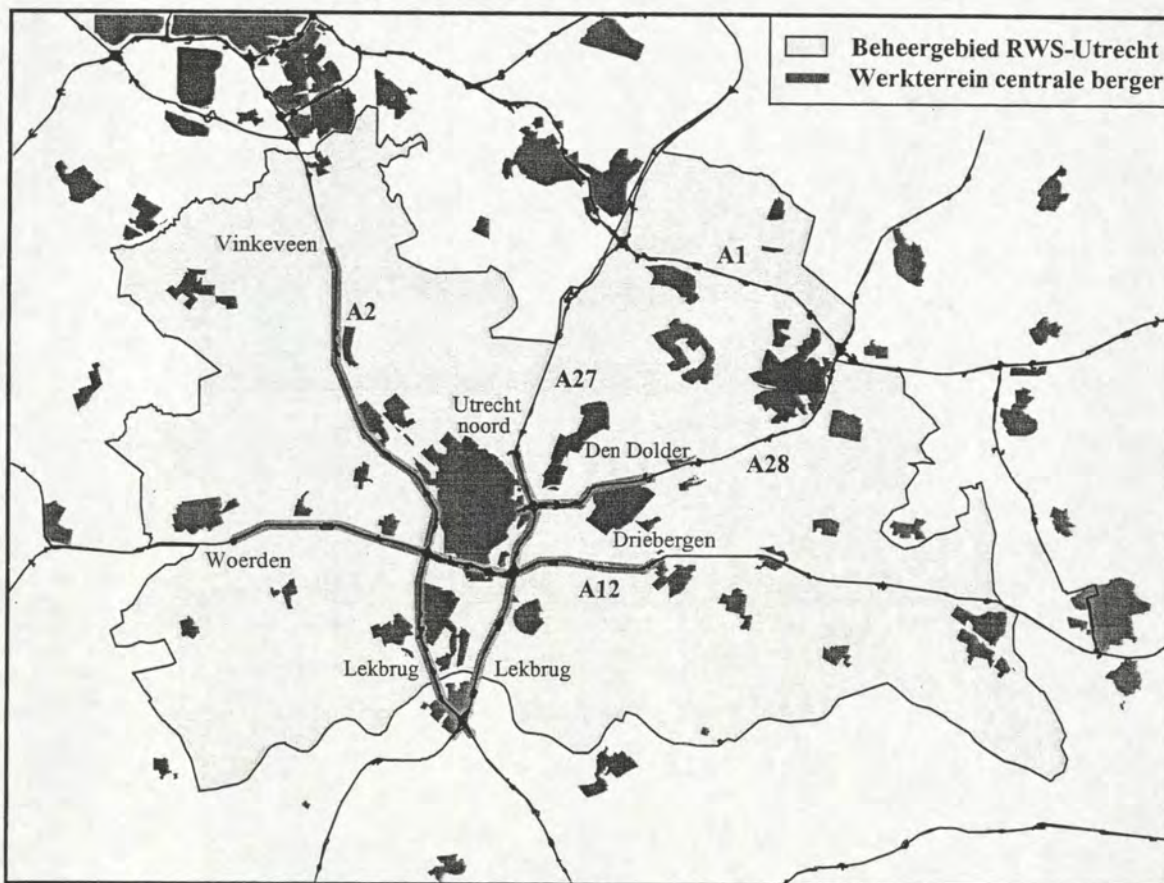 Beheergebied RWS-Utrecht
Werkterrein centrale berger
Vinkeveen
A1
A2
A27
Utrecht
noord
Den Dolder
A28
Woerden
Driebergen
A12
Lekbrug
Lekbrug